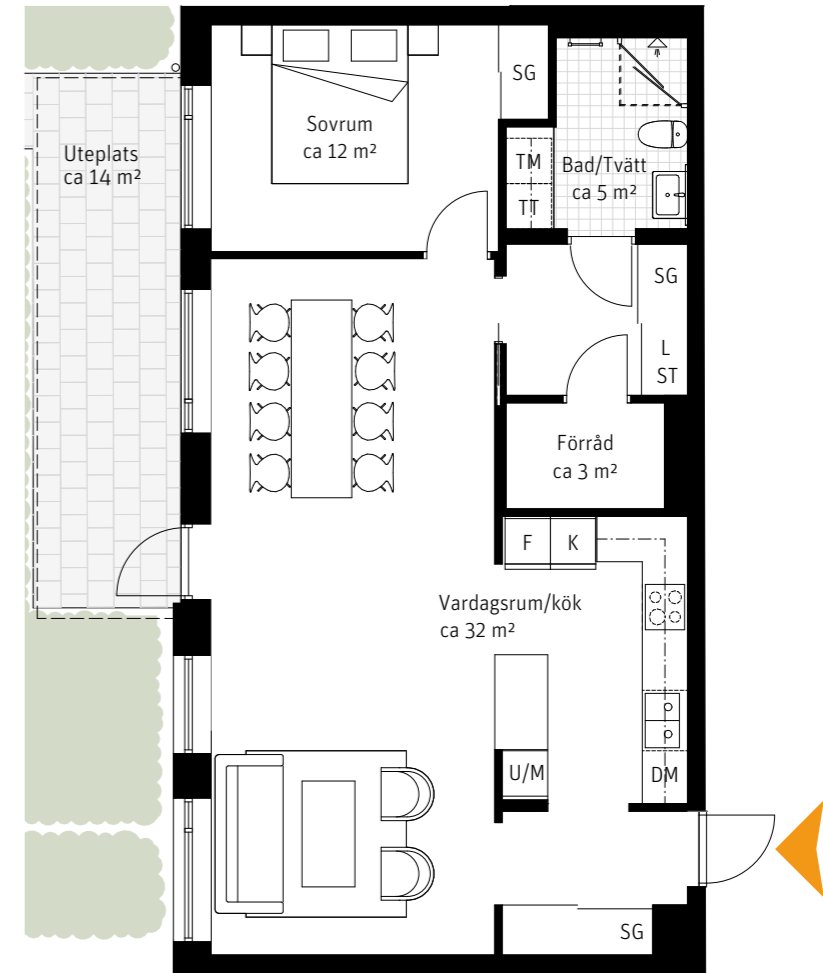 SG
Sovrum
ca 12 m²
Uteplats
ca 14 m²
TM
TT
Bad/Tvätt
ca 5 m²
SG
L
ST
Förråd
ca 3 m²
F
K
Vardagsrum/kök
ca 32 m²
U/M
DM
SG